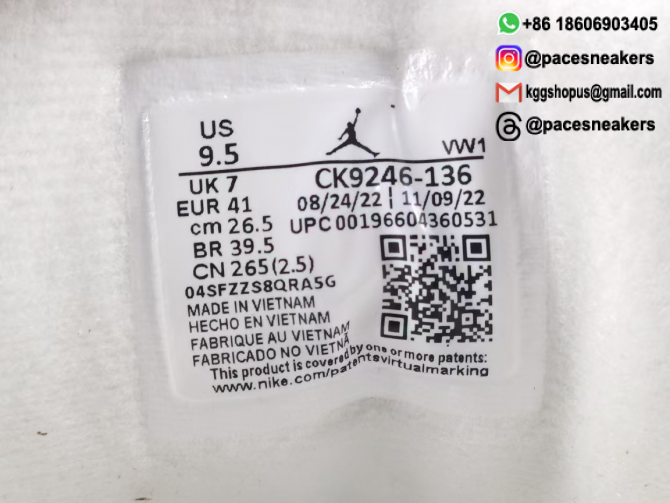 +86 18606903405
@pacesneakers
kggshopus@gmail.com
@pacesneakers
US
9.5
VW1
UK 7
CK9246-136
EUR 41
08/24/22 | 11/09/22
cm 26.5
UPC 00196604360531
BR 39.5
CN 265(2.5)
04SFZZS8QRA5G
MADE IN VIETNAM
HECHO EN VIETNAM
FABRIQUE AU VIETNAM
FABRICADO NO VIETNÃ
This product is covered by one or more patents:
www.nike.com/patentsvirtualmarking